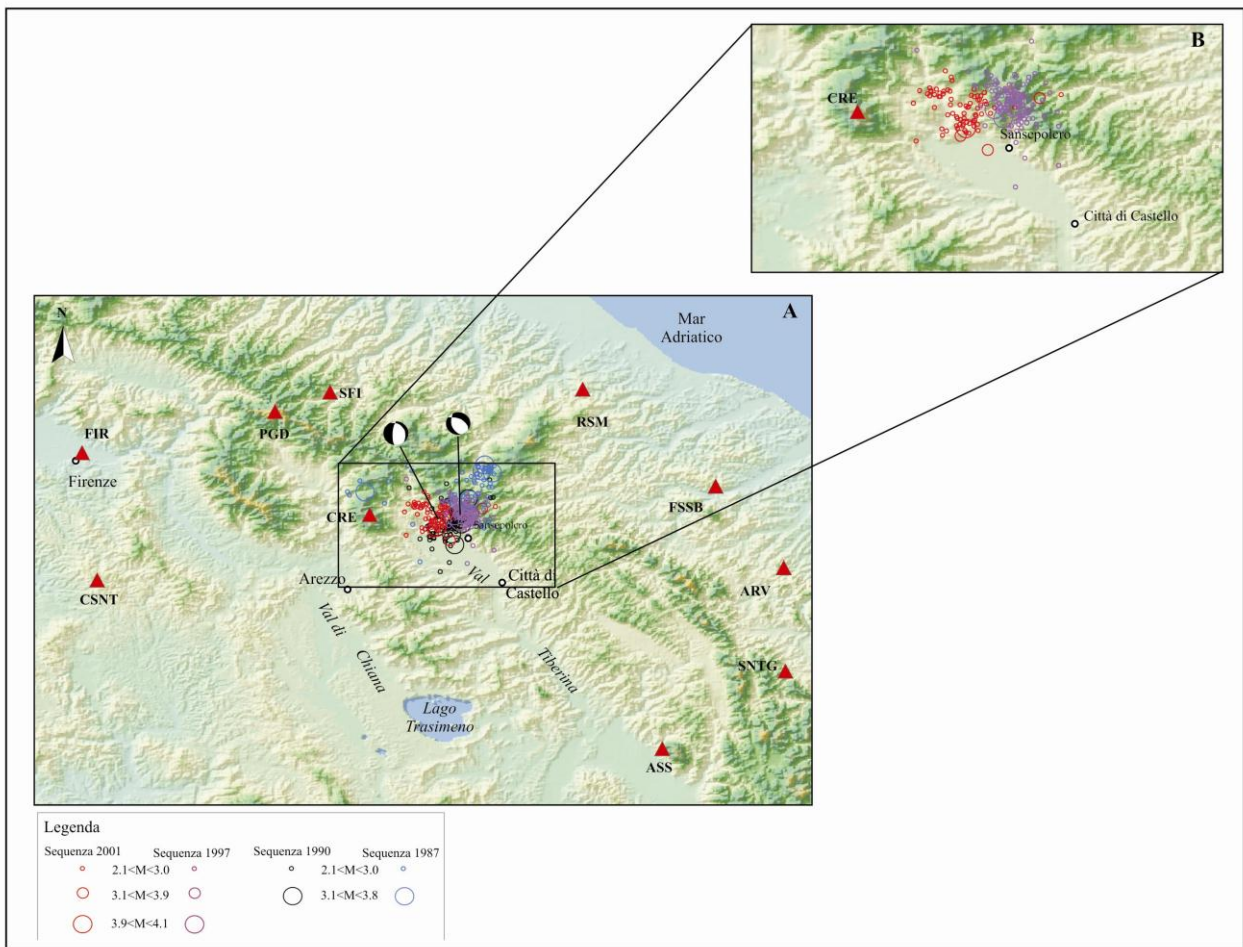 B
CRE
Sansepolcro
Città di Castello
A
N
Mar
Adriatico
SFI
PGD
RSM
FIR
Firenze
FSSB
CRE
Sansepolcro
Arezzo
Val
Città di
Castello
ARV
CSNT
Val di
Chiana
Tiberina
SNTG
Lago
Trasimeno
ASS
Legenda
Sequenza 2001 Sequenza 1997 Sequenza 1990 Sequenza 1987
2.1<M<3.0 2.1<M<3.0
3.1<M<3.9 3.1<M<3.8
3.9<M<4.1